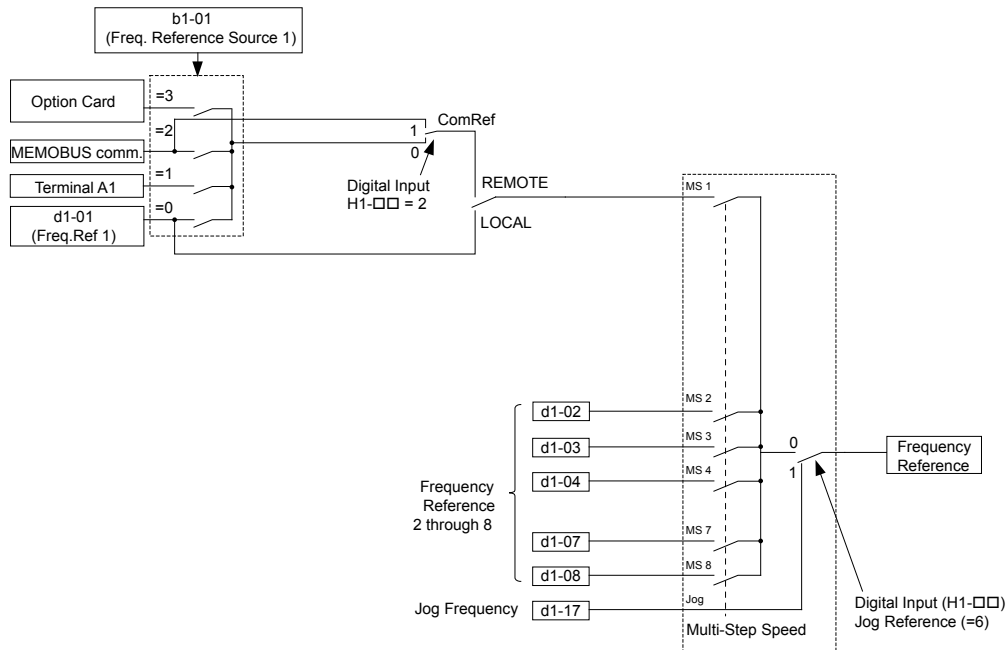 b1-01
(Freq. Reference Source 1)
Option Card
=3
=2
MEMOBUS comm.
=1
Terminal A1
=0
d1-01
(Freq.Ref 1)
ComRef
1
0
Digital Input
H1-□□ = 2
REMOTE
LOCAL
MS 1
MS 2
d1-02
MS 3
d1-03
MS 4
d1-04
Frequency
Reference
2 through 8
MS 7
d1-07
MS 8
d1-08
Jog Frequency
d1-17
Jog
Multi-Step Speed
0
1
Frequency
Reference
Digital Input (H1-□□)
Jog Reference (=6)